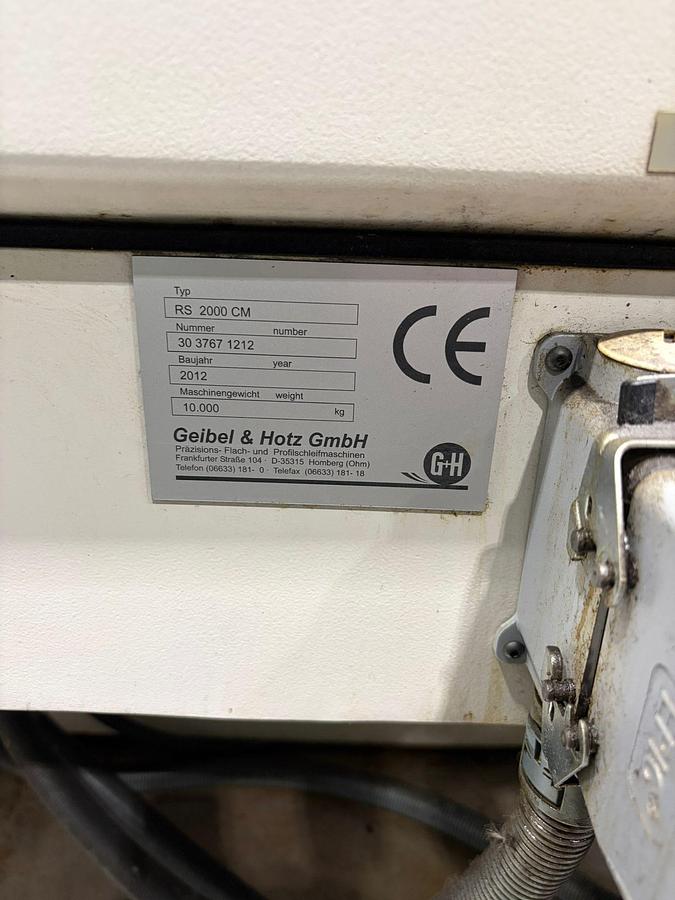 Typ
RS 2000 CM
Nummer number
30 3767 1212
Baujahr year
2012
Maschinengewicht weight
10.000 kg
CE
Geibel & Hotz GmbH
Präzisions- Flach- und Profilschleifmaschinen
Frankfurter Straße 104 · D-35315 Homberg (Ohm)
Telefon (06633) 181- 0 · Telefax (06633) 181- 18
G+H